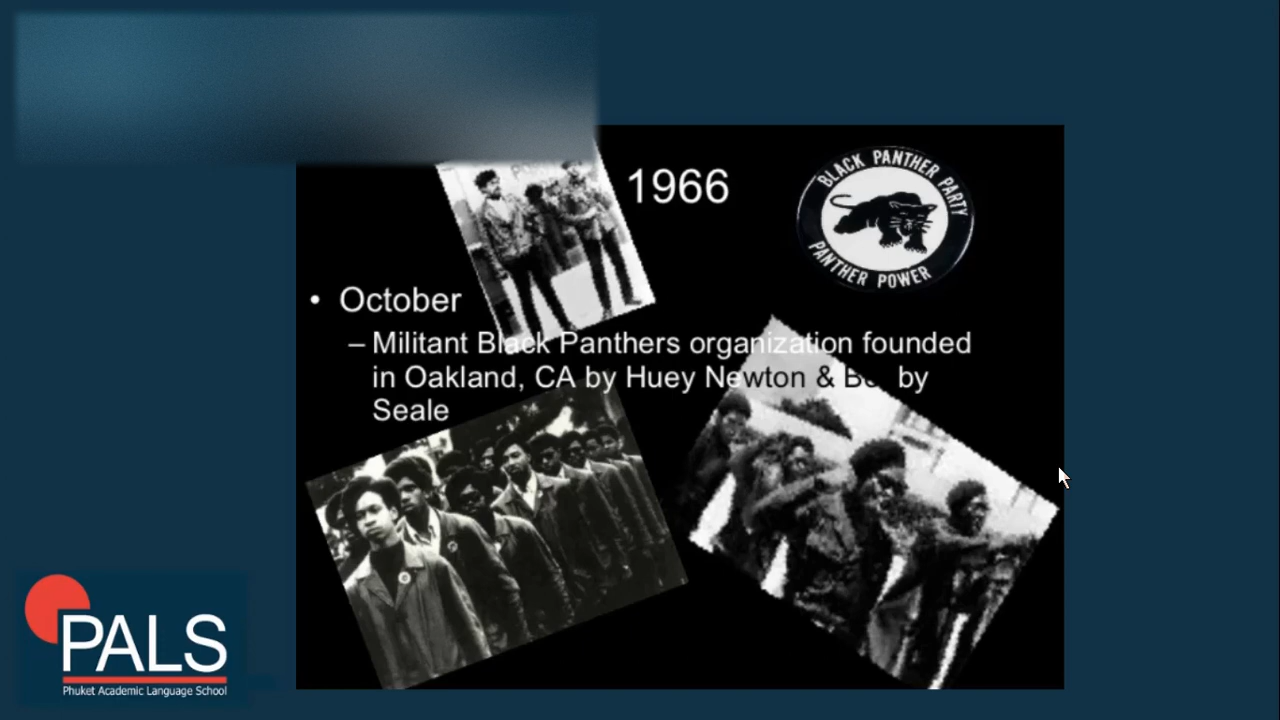 1966
BLACK PANTHER PARTY
PANTHER POWER
• October
– Militant Black Panthers organization founded
in Oakland, CA by Huey Newton & by
Seale
PALS
Phuket Academic Language School